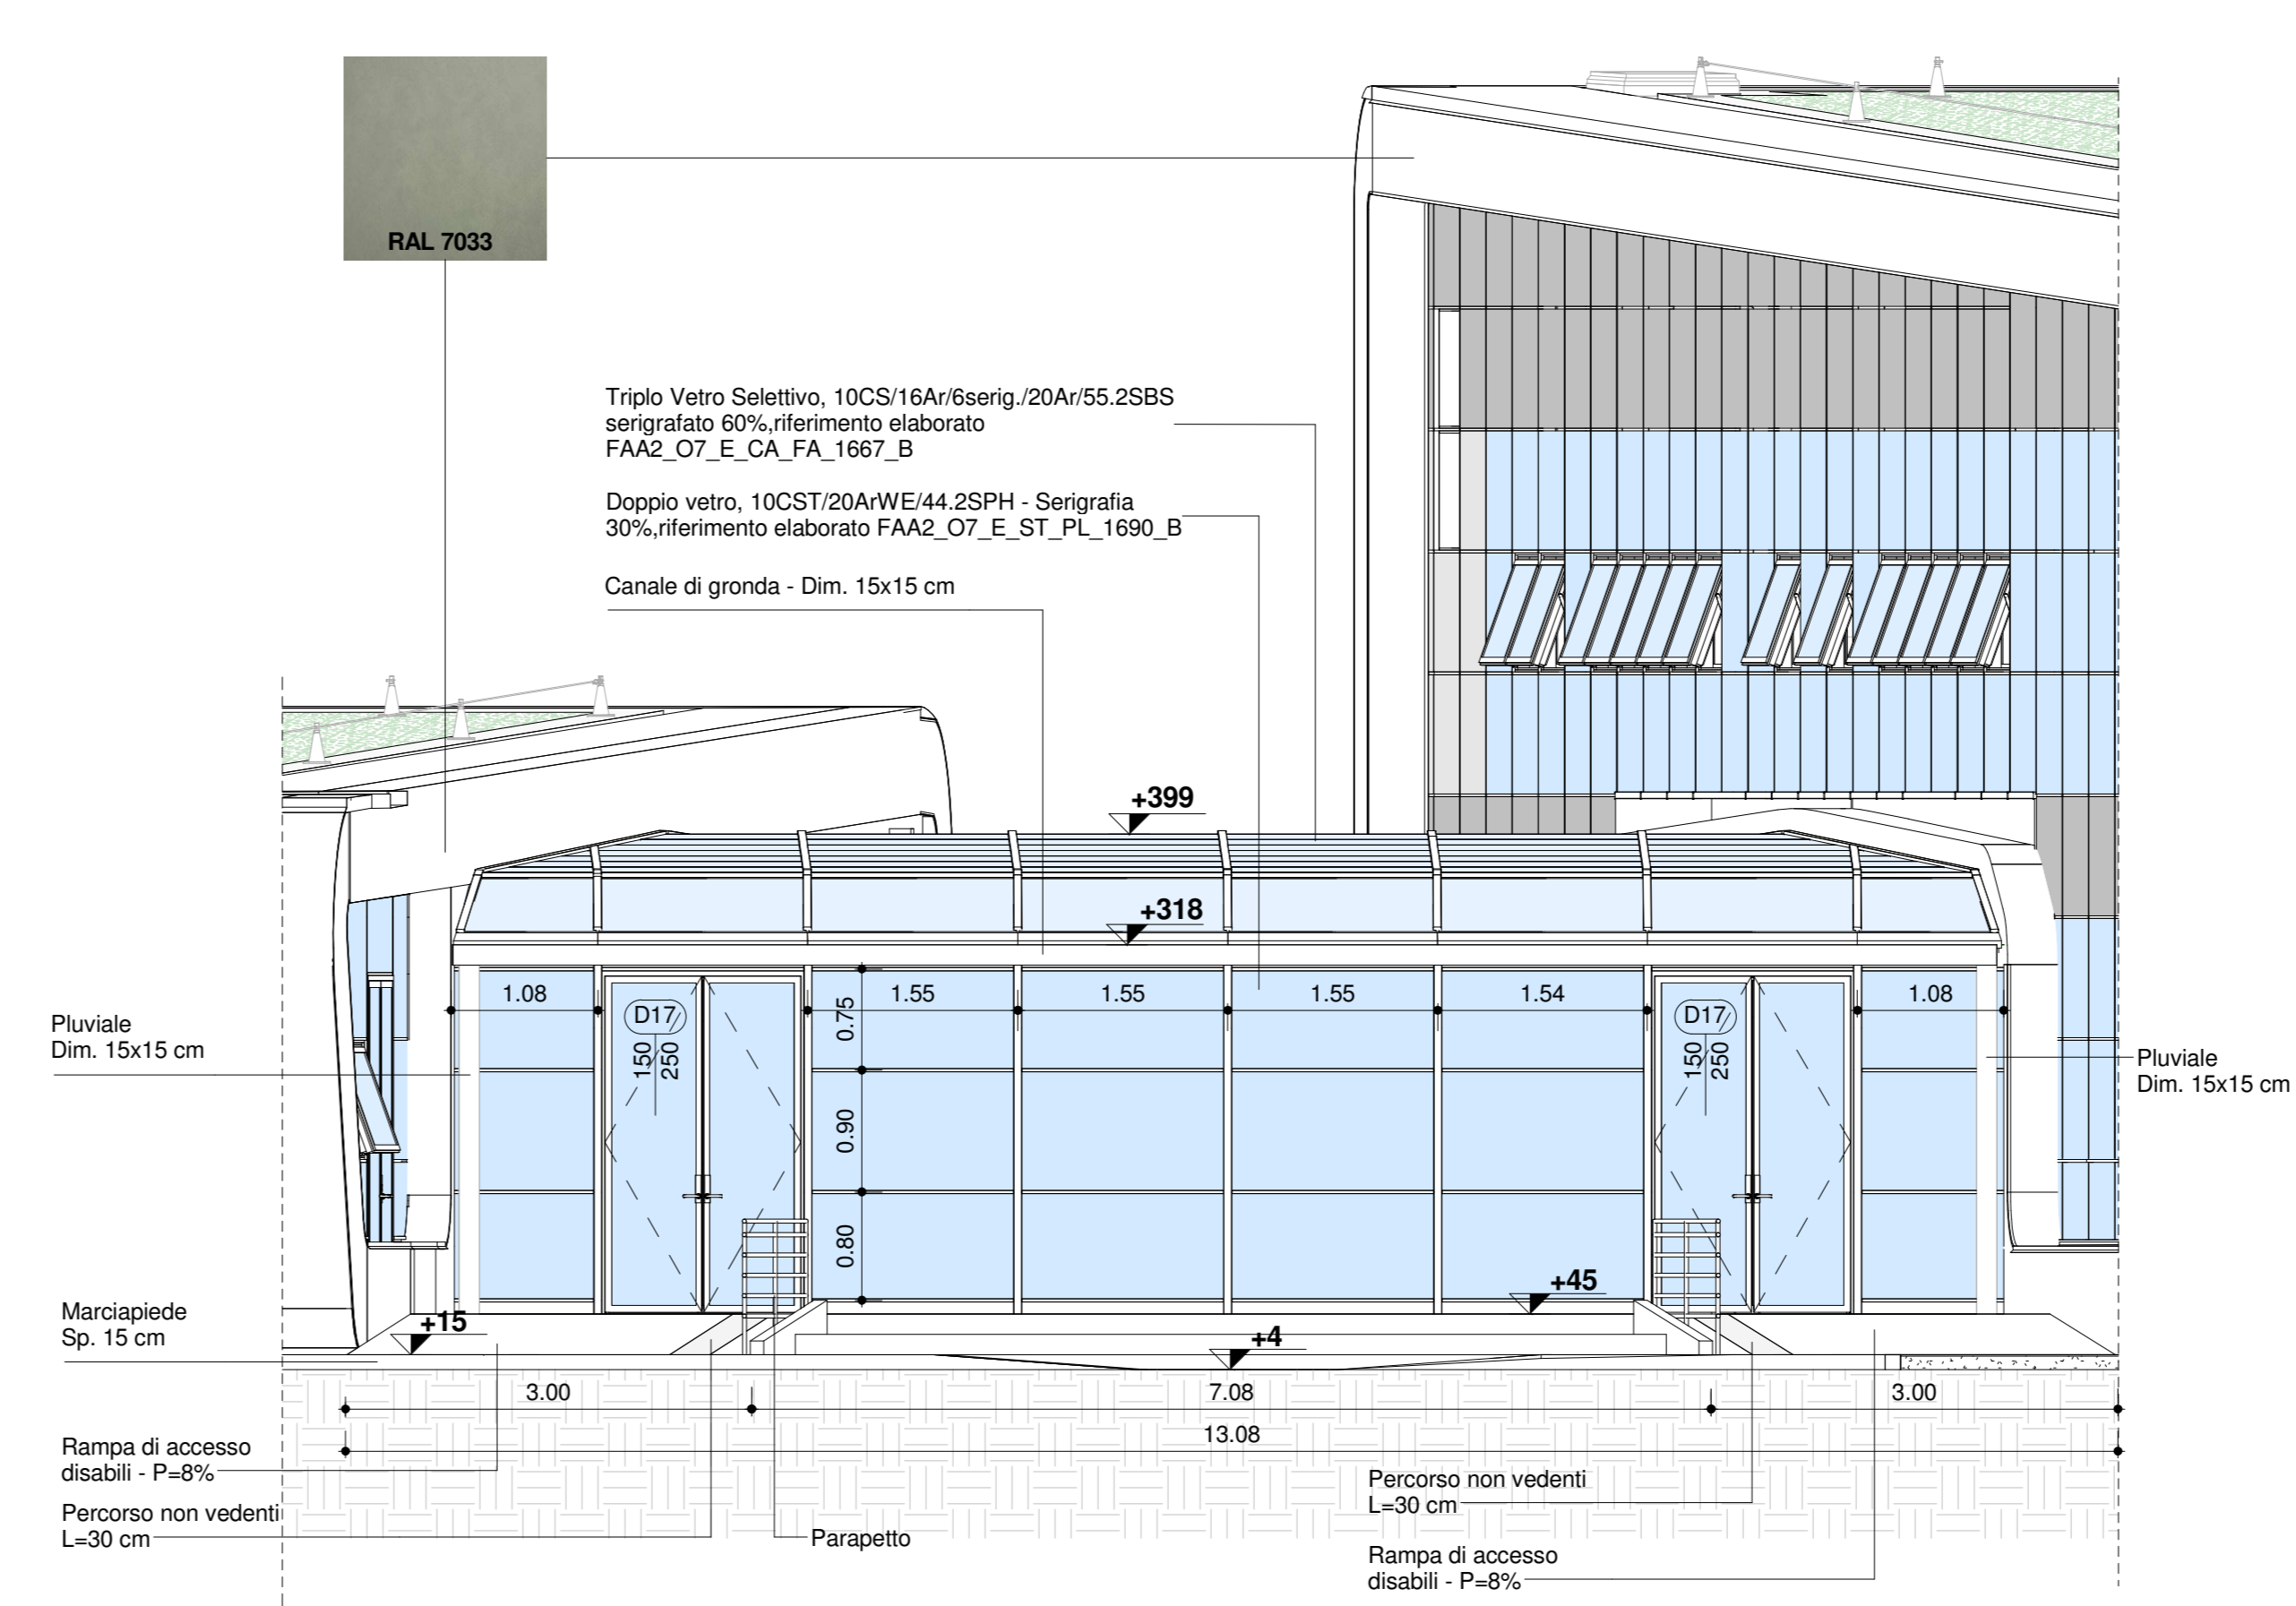 RAL 7033
Triplo Vetro Selettivo, 10CS/16Ar/6serig./20Ar/55.2SBS
serigrafato 60%,riferimento elaborato
FAA2_O7_E_CA_FA_1667_B
Doppio vetro, 10CST/20ArWE/44.2SPH - Serigrafia
30%,riferimento elaborato FAA2_O7_E_ST_PL_1690_B
Canale di gronda - Dim. 15x15 cm
+399
+318
1.08
1.55
1.55
1.55
1.54
1.08
D17
150
250
D17
150
250
0.75
0.90
0.80
Pluviale
Dim. 15x15 cm
Pluviale
Dim. 15x15 cm
Marciapiede
Sp. 15 cm
+15
+45
+4
3.00
7.08
3.00
13.08
Rampa di accesso
disabili - P=8%
Percorso non vedenti
L=30 cm
Parapetto
Percorso non vedenti
L=30 cm
Rampa di accesso
disabili - P=8%